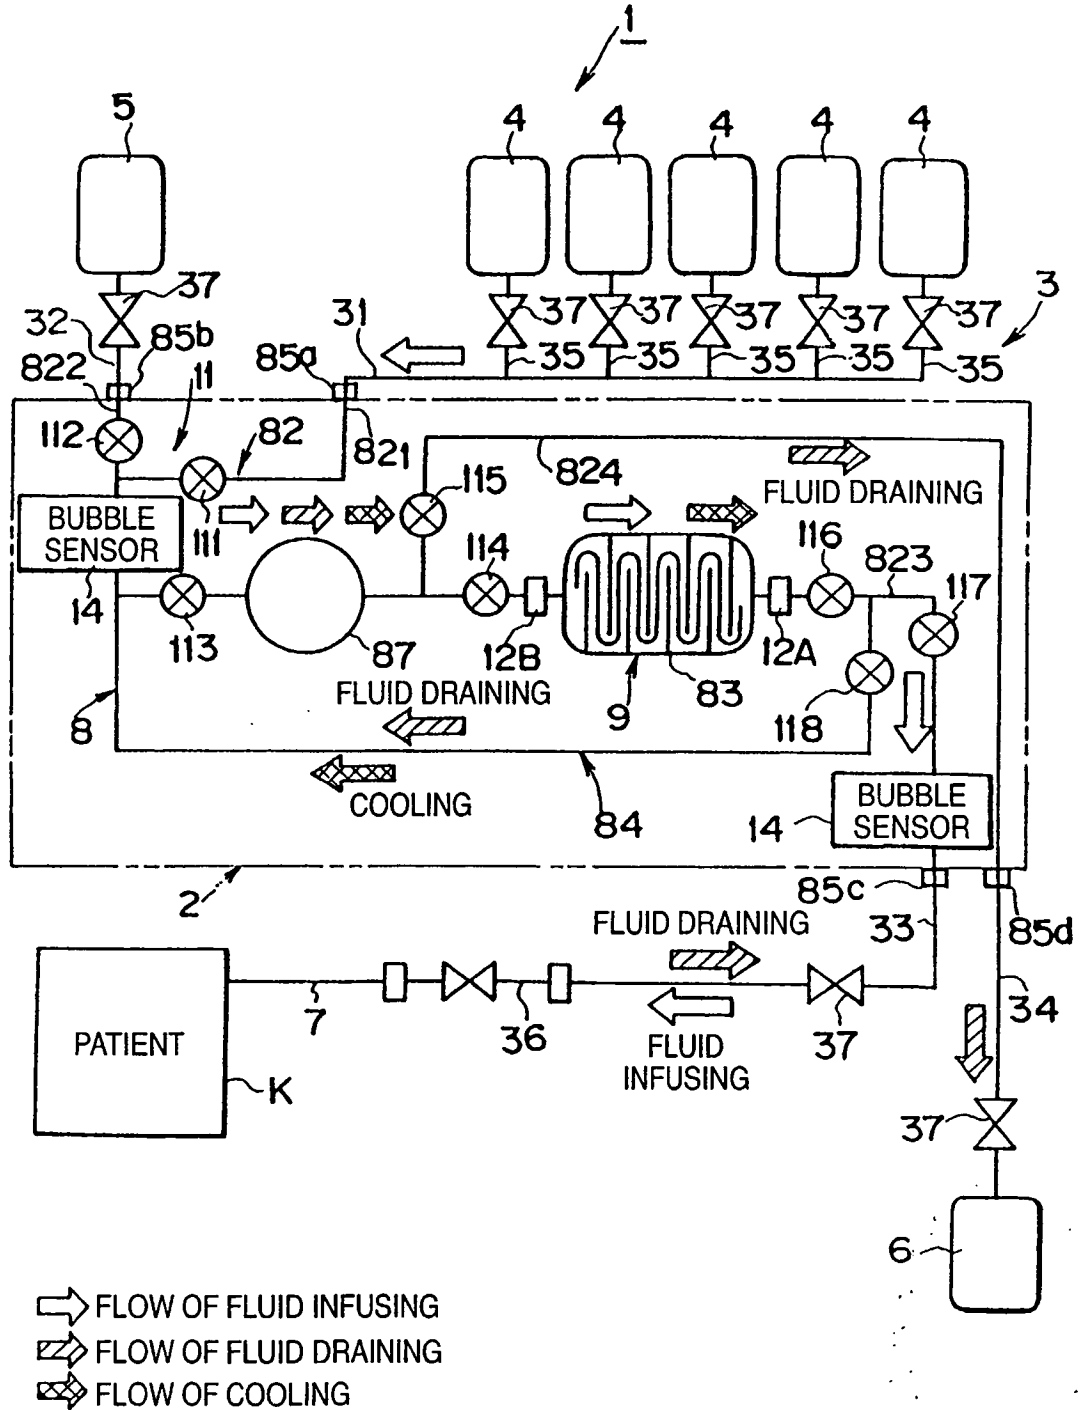 1
5
4 4 4 4 4
37
37 37 37 37 37
3
32
85b
31
85a
35 35 35 35 35
822
11
112
82
821
824
FLUID DRAINING
115
BUBBLE
SENSOR
111
114
116
823
117
14
113
87
12B
12A
83
9
118
FLUID DRAINING
8
COOLING
84
14
BUBBLE
SENSOR
2
85c
85d
33
FLUID DRAINING
34
PATIENT
7
36
37
FLUID
INFUSING
K
37
6
FLOW OF FLUID INFUSING
FLOW OF FLUID DRAINING
FLOW OF COOLING